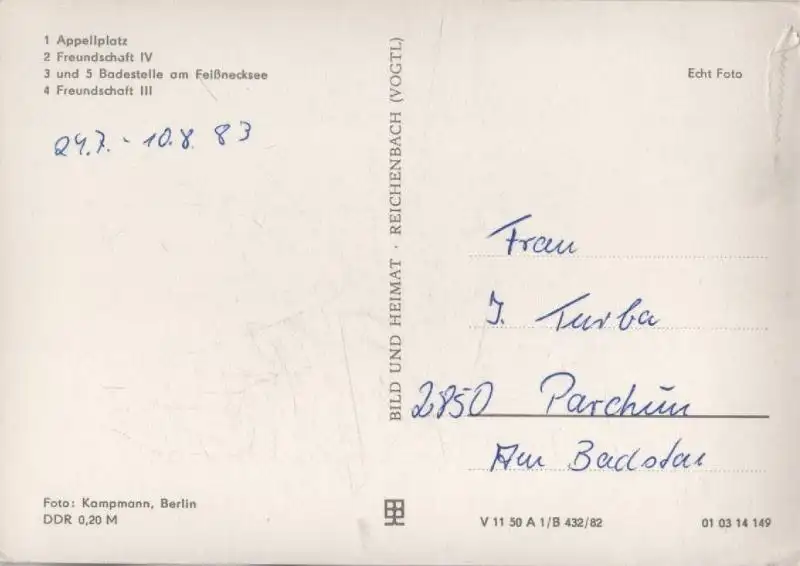 1 Appellplatz
2 Freundschaft IV
3 und 5 Badestelle am Feißnecksee
4 Freundschaft III
Echt Foto
24.7. - 10.8. 83
BILD UND HEIMAT · REICHENBACH (VOGTL)
Frau
J. Turba
2850 Parchim
Am
Foto: Kampmann, Berlin
DDR 0,20 M
V 11 50 A 1/B 432/82
01 03 14 149